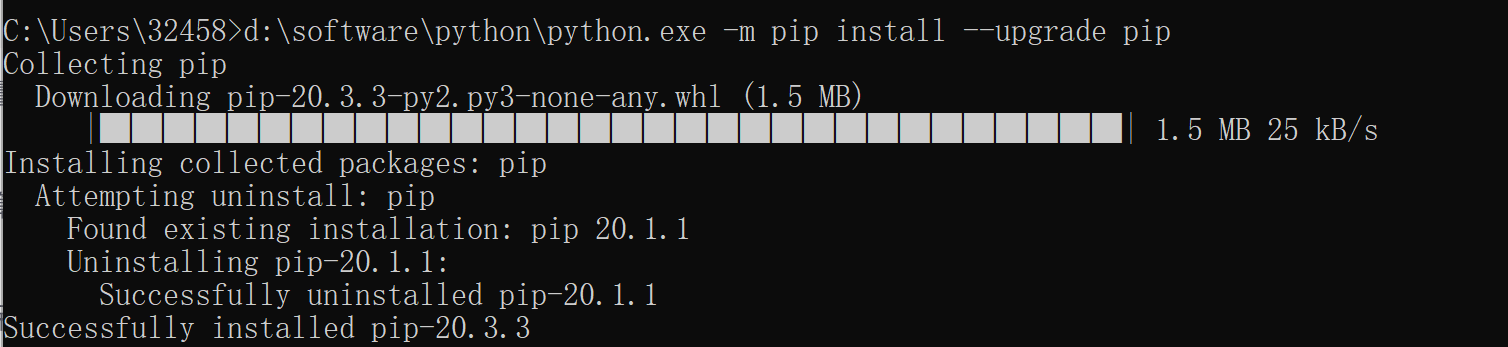 C:\Users\32458>d:\software\python\python.exe -m pip install --upgrade pip
Collecting pip
  Downloading pip-20.3.3-py2.py3-none-any.whl (1.5 MB)
     |████████████████████████████████| 1.5 MB 25 kB/s
Installing collected packages: pip
  Attempting uninstall: pip
    Found existing installation: pip 20.1.1
    Uninstalling pip-20.1.1:
      Successfully uninstalled pip-20.1.1
Successfully installed pip-20.3.3